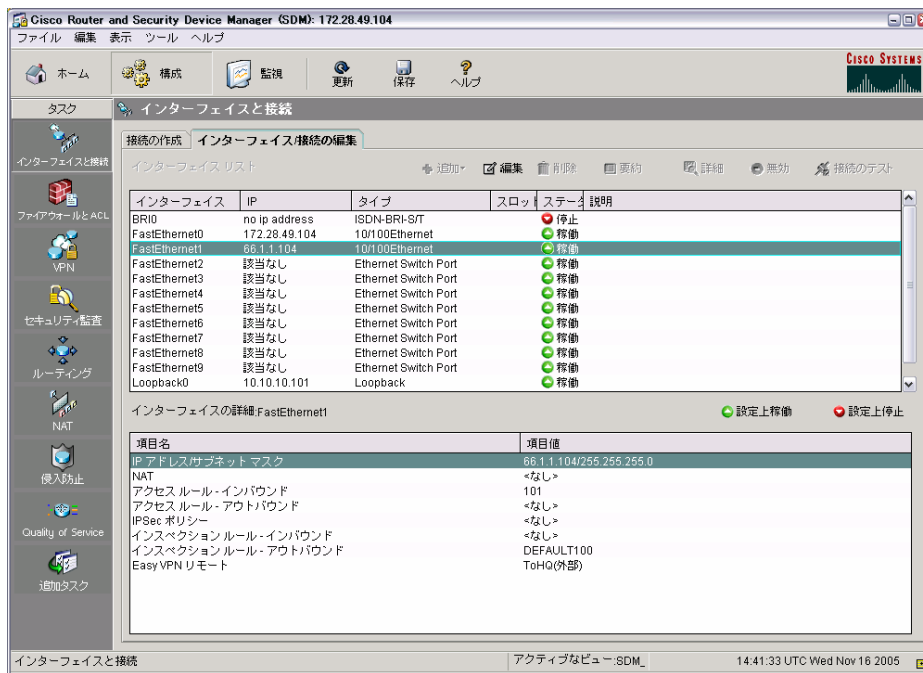 Cisco Router and Security Device Manager (SDM): 172.28.49.104
ファイル 編集 表示 ツール ヘルプ
ホーム 構成 監視 更新 保存 ヘルプ
CISCO SYSTEMS
タスク
インターフェイスと接続
接続の作成 インターフェイス/接続の編集
インターフェイス リスト 追加 編集 削除 要約 詳細 無効 接続のテスト
インターフェイス IP タイプ スロット ステータ 説明
BRI0 no ip address ISDN-BRI-S/T 停止
FastEthernet0 172.28.49.104 10/100Ethernet 稼働
FastEthernet1 66.1.1.104 10/100Ethernet 稼働
FastEthernet2 該当なし Ethernet Switch Port 稼働
FastEthernet3 該当なし Ethernet Switch Port 稼働
FastEthernet4 該当なし Ethernet Switch Port 稼働
FastEthernet5 該当なし Ethernet Switch Port 稼働
FastEthernet6 該当なし Ethernet Switch Port 稼働
FastEthernet7 該当なし Ethernet Switch Port 稼働
FastEthernet8 該当なし Ethernet Switch Port 稼働
FastEthernet9 該当なし Ethernet Switch Port 稼働
Loopback0 10.10.10.101 Loopback 稼働
インターフェイスの詳細:FastEthernet1 設定上稼働 設定上停止
項目名 項目値
IP アドレス/サブネット マスク 66.1.1.104/255.255.255.0
NAT <なし>
アクセス ルール - インバウンド 101
アクセス ルール - アウトバウンド <なし>
IPSec ポリシー <なし>
インスペクション ルール - インバウンド <なし>
インスペクション ルール - アウトバウンド DEFAULT100
Easy VPN リモート ToHQ(外部)
インターフェイスと接続
ファイアウォールとACL
VPN
セキュリティ監査
ルーティング
NAT
侵入防止
Quality of Service
追加タスク
インターフェイスと接続 アクティブなビュー:SDM_ 14:41:33 UTC Wed Nov 16 2005